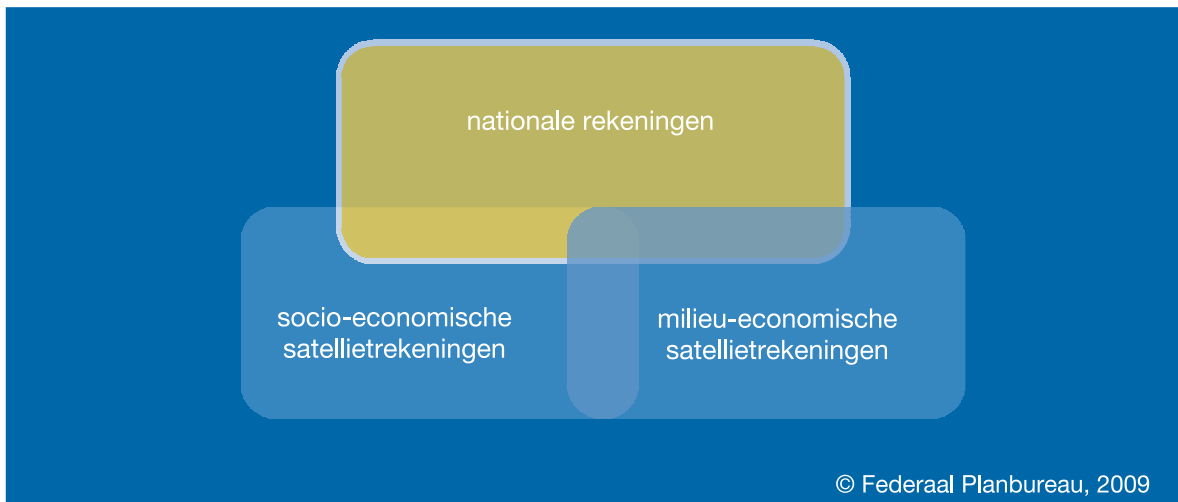 nationale rekeningen
socio-economische
satellietrekeningen
milieu-economische
satellietrekeningen
© Federaal Planbureau, 2009